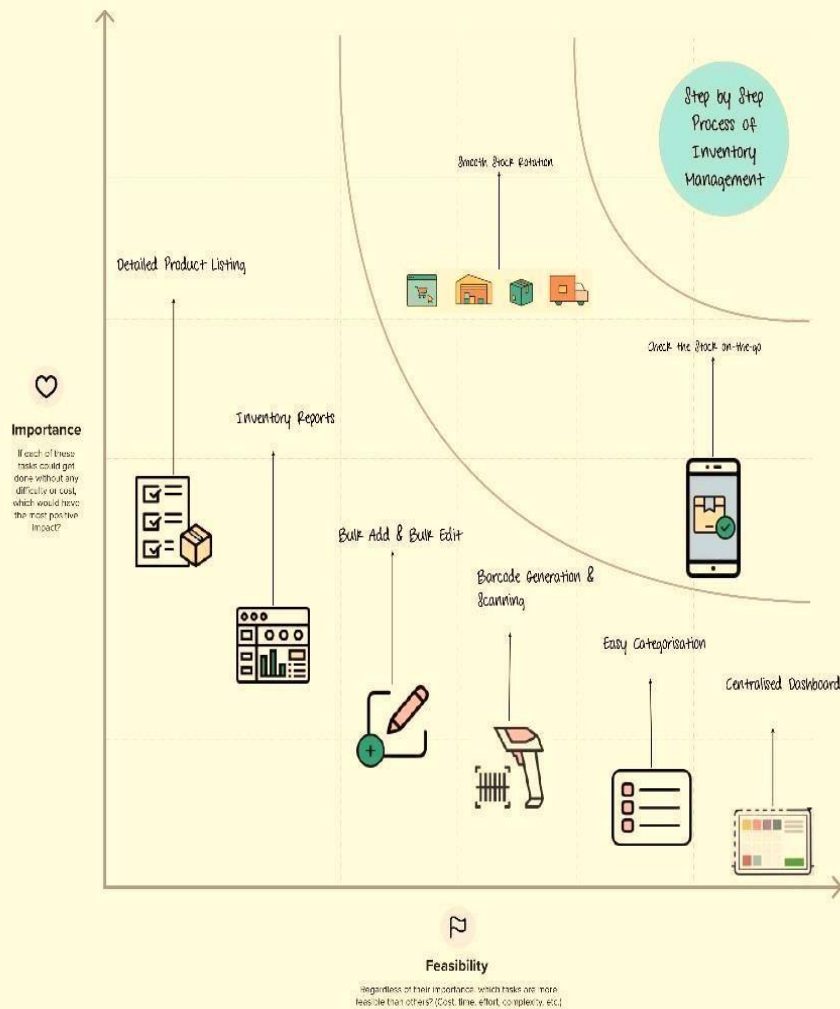 Step by Step
Process of
Inventory
Management
Smooth Stock Rotation
Detailed Product Listing
Check the Stock on-the-go
Importance
If each of these
tasks could get
done without any
difficulty or cost,
which would have
the most positive
impact?
Inventory Reports
Bulk Add & Bulk Edit
Barcode Generation &
Scanning
Easy Categorisation
Centralised Dashboard
Feasibility
Regardless of their importance, which tasks are more
feasible than others? (Cost, time, effort, complexity, etc.)